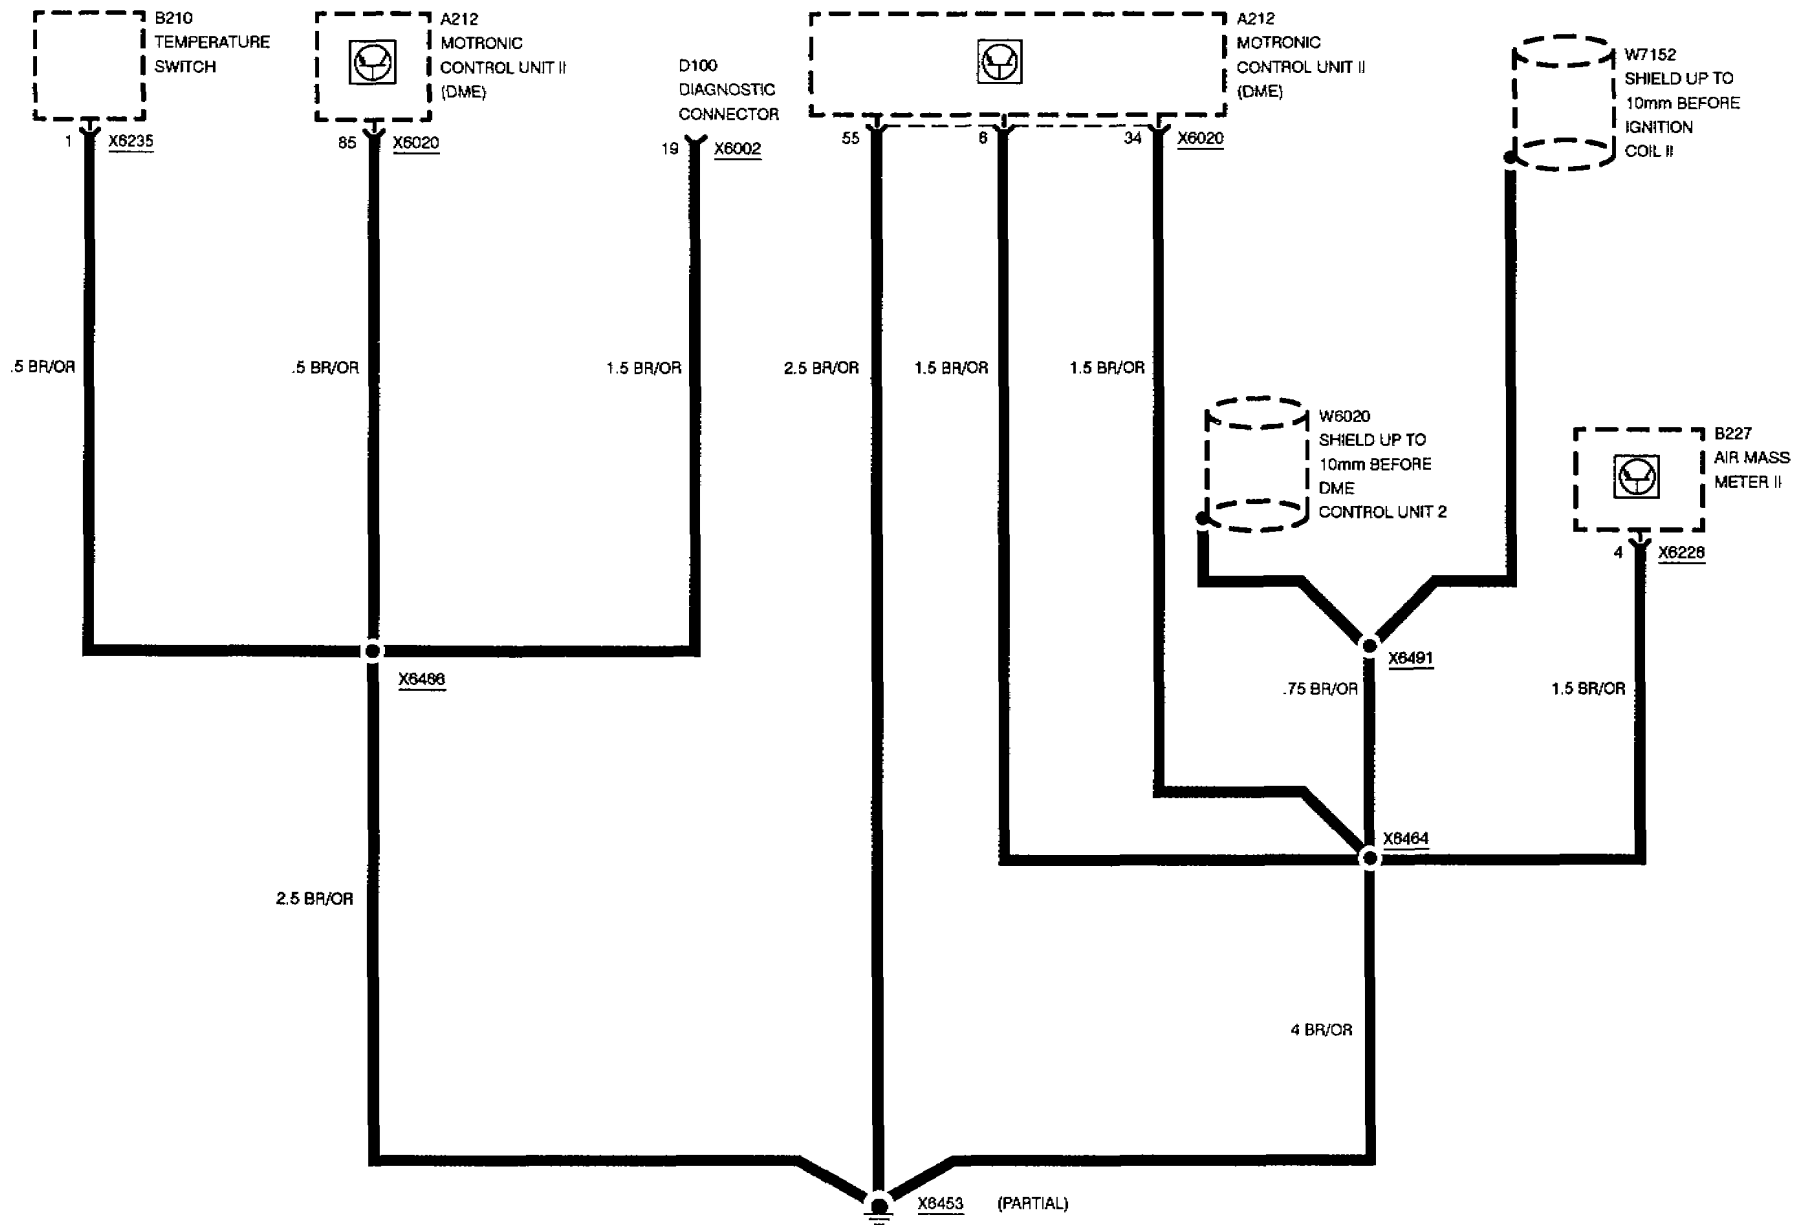 B210
TEMPERATURE
SWITCH
A212
MOTRONIC
CONTROL UNIT II
(DME)
D100
DIAGNOSTIC
CONNECTOR
A212
MOTRONIC
CONTROL UNIT II
(DME)
W7152
SHIELD UP TO
10mm BEFORE
IGNITION
COIL II
1 X6235
85 X6020
19 X6002
55
6
34 X6020
.5 BR/OR
.5 BR/OR
1.5 BR/OR
2.5 BR/OR
1.5 BR/OR
1.5 BR/OR
W6020
SHIELD UP TO
10mm BEFORE
DME
CONTROL UNIT 2
B227
AIR MASS
METER II
4 X6228
X6486
X6491
.75 BR/OR
1.5 BR/OR
X6464
2.5 BR/OR
4 BR/OR
X6453 (PARTIAL)